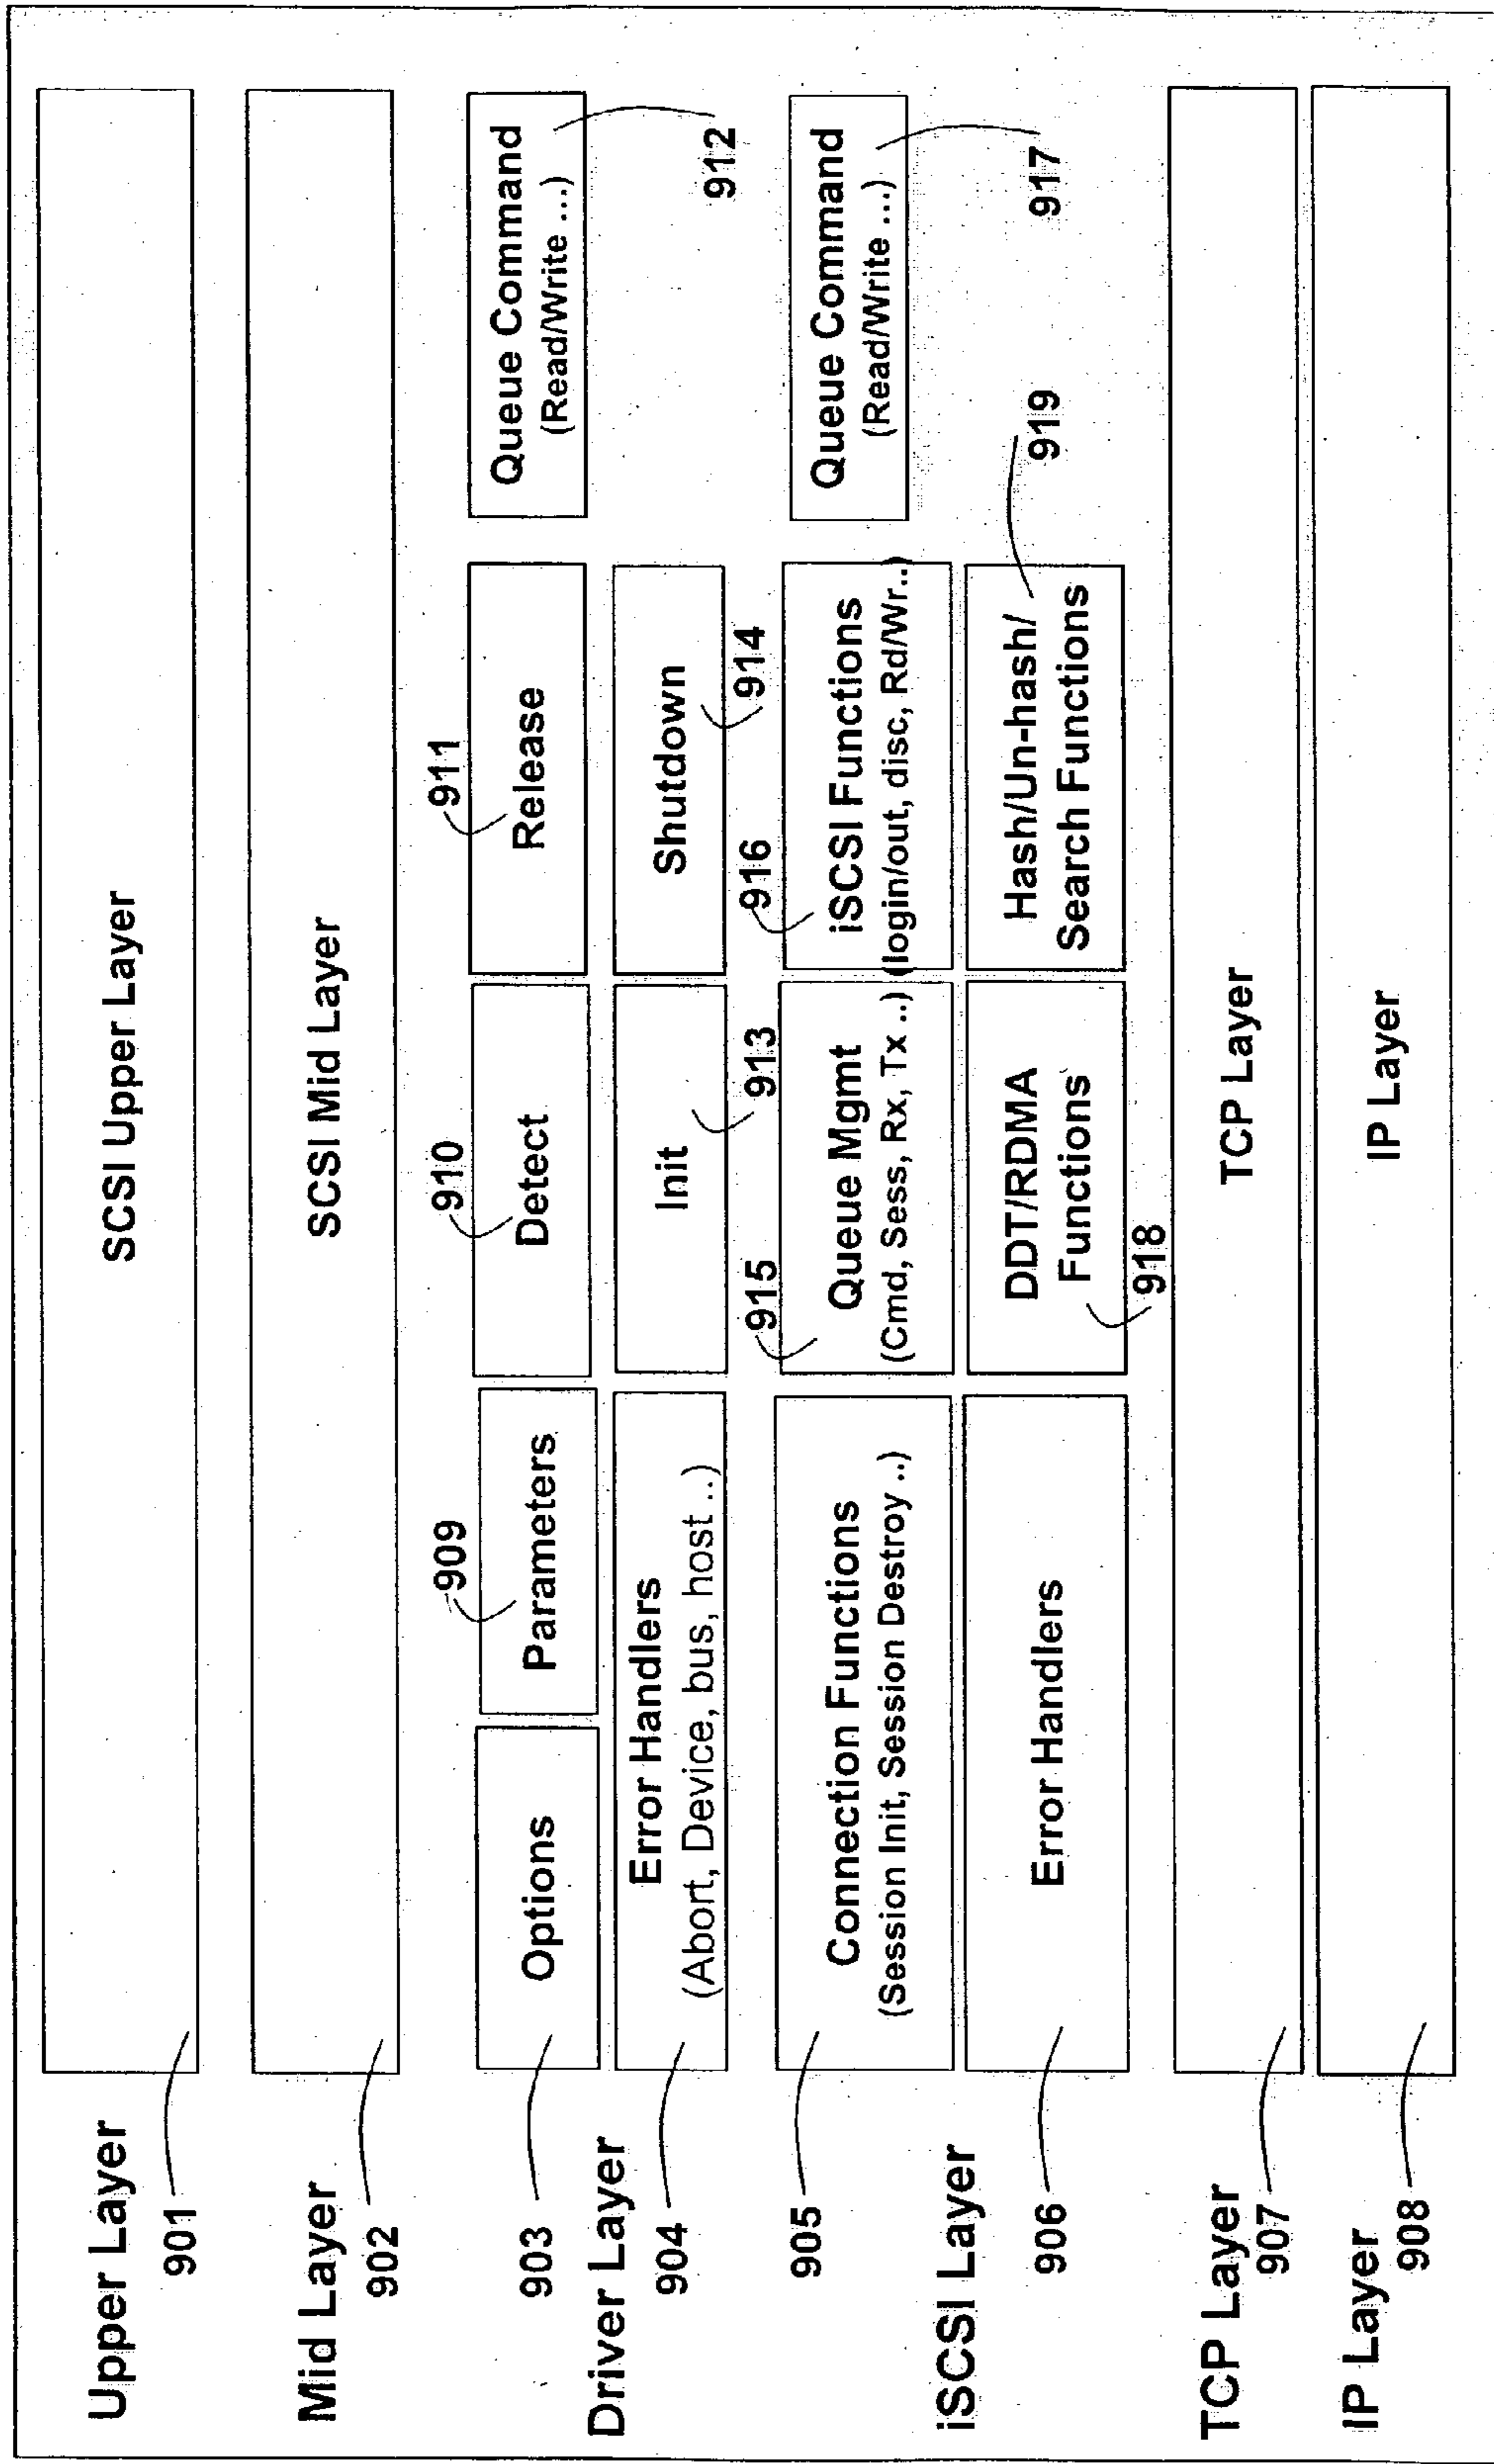 Upper Layer
901
SCSI Upper Layer
Mid Layer
902
SCSI Mid Layer
Driver Layer
903
Options
909
Parameters
910
Detect
911
Release
Queue Command
(Read/Write ...)
912
904
Error Handlers
(Abort, Device, bus, host ..)
Init
913
Shutdown
914
iSCSI Layer
905
Connection Functions
(Session Init, Session Destroy ..)
915
Queue Mgmt
(Cmd, Sess, Rx, Tx ..)
916
iSCSI Functions
(login/out, disc, Rd/Wr..)
Queue Command
(Read/Write ...)
917
906
Error Handlers
DDT/RDMA
Functions
918
Hash/Un-hash/
Search Functions
919
TCP Layer
907
TCP Layer
IP Layer
908
IP Layer